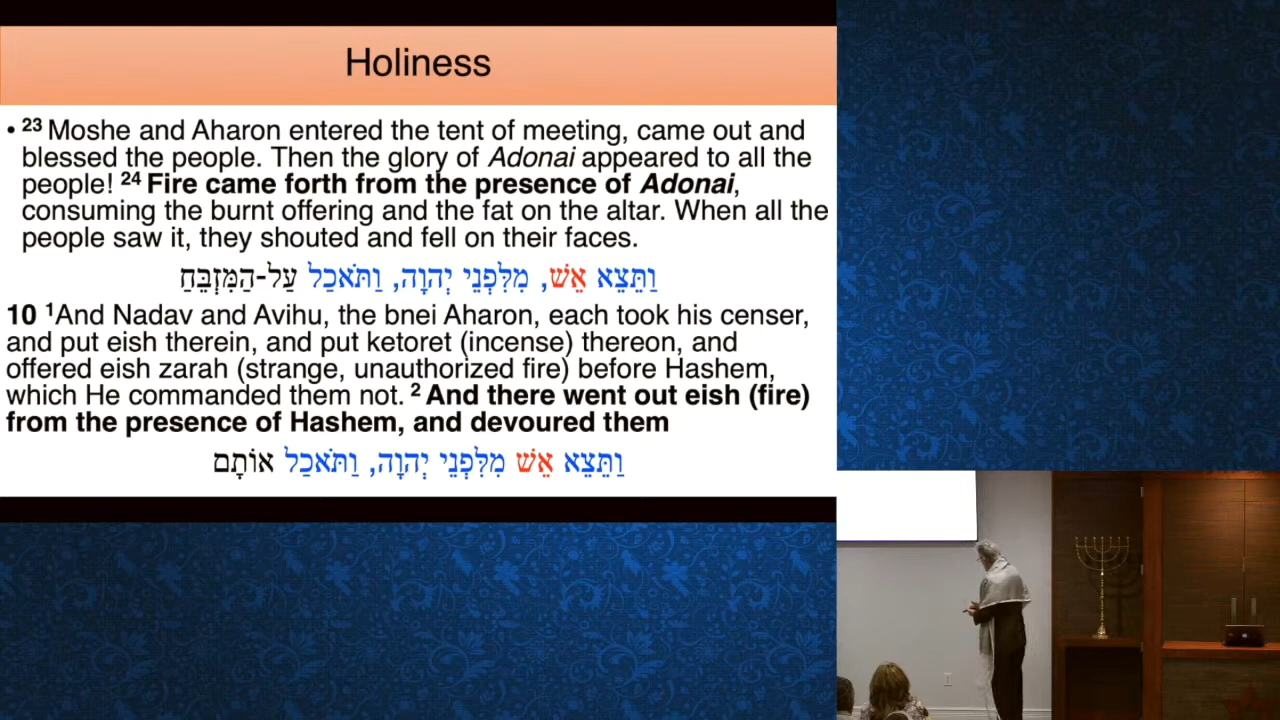 Holiness
• 23 Moshe and Aharon entered the tent of meeting, came out and
blessed the people. Then the glory of Adonai appeared to all the
people! 24 Fire came forth from the presence of Adonai,
consuming the burnt offering and the fat on the altar. When all the
people saw it, they shouted and fell on their faces.
וַתֵּצֵא אֵשׁ, מִלִּפְנֵי יְהוָה, וַתֹּאכַל עַל-הַמִּזְבֵּחַ
10 1And Nadav and Avihu, the bnei Aharon, each took his censer,
and put eish therein, and put ketoret (incense) thereon, and
offered eish zarah (strange, unauthorized fire) before Hashem,
which He commanded them not. 2 And there went out eish (fire)
from the presence of Hashem, and devoured them
וַתֵּצֵא אֵשׁ מִלִּפְנֵי יְהוָה, וַתֹּאכַל אוֹתָם